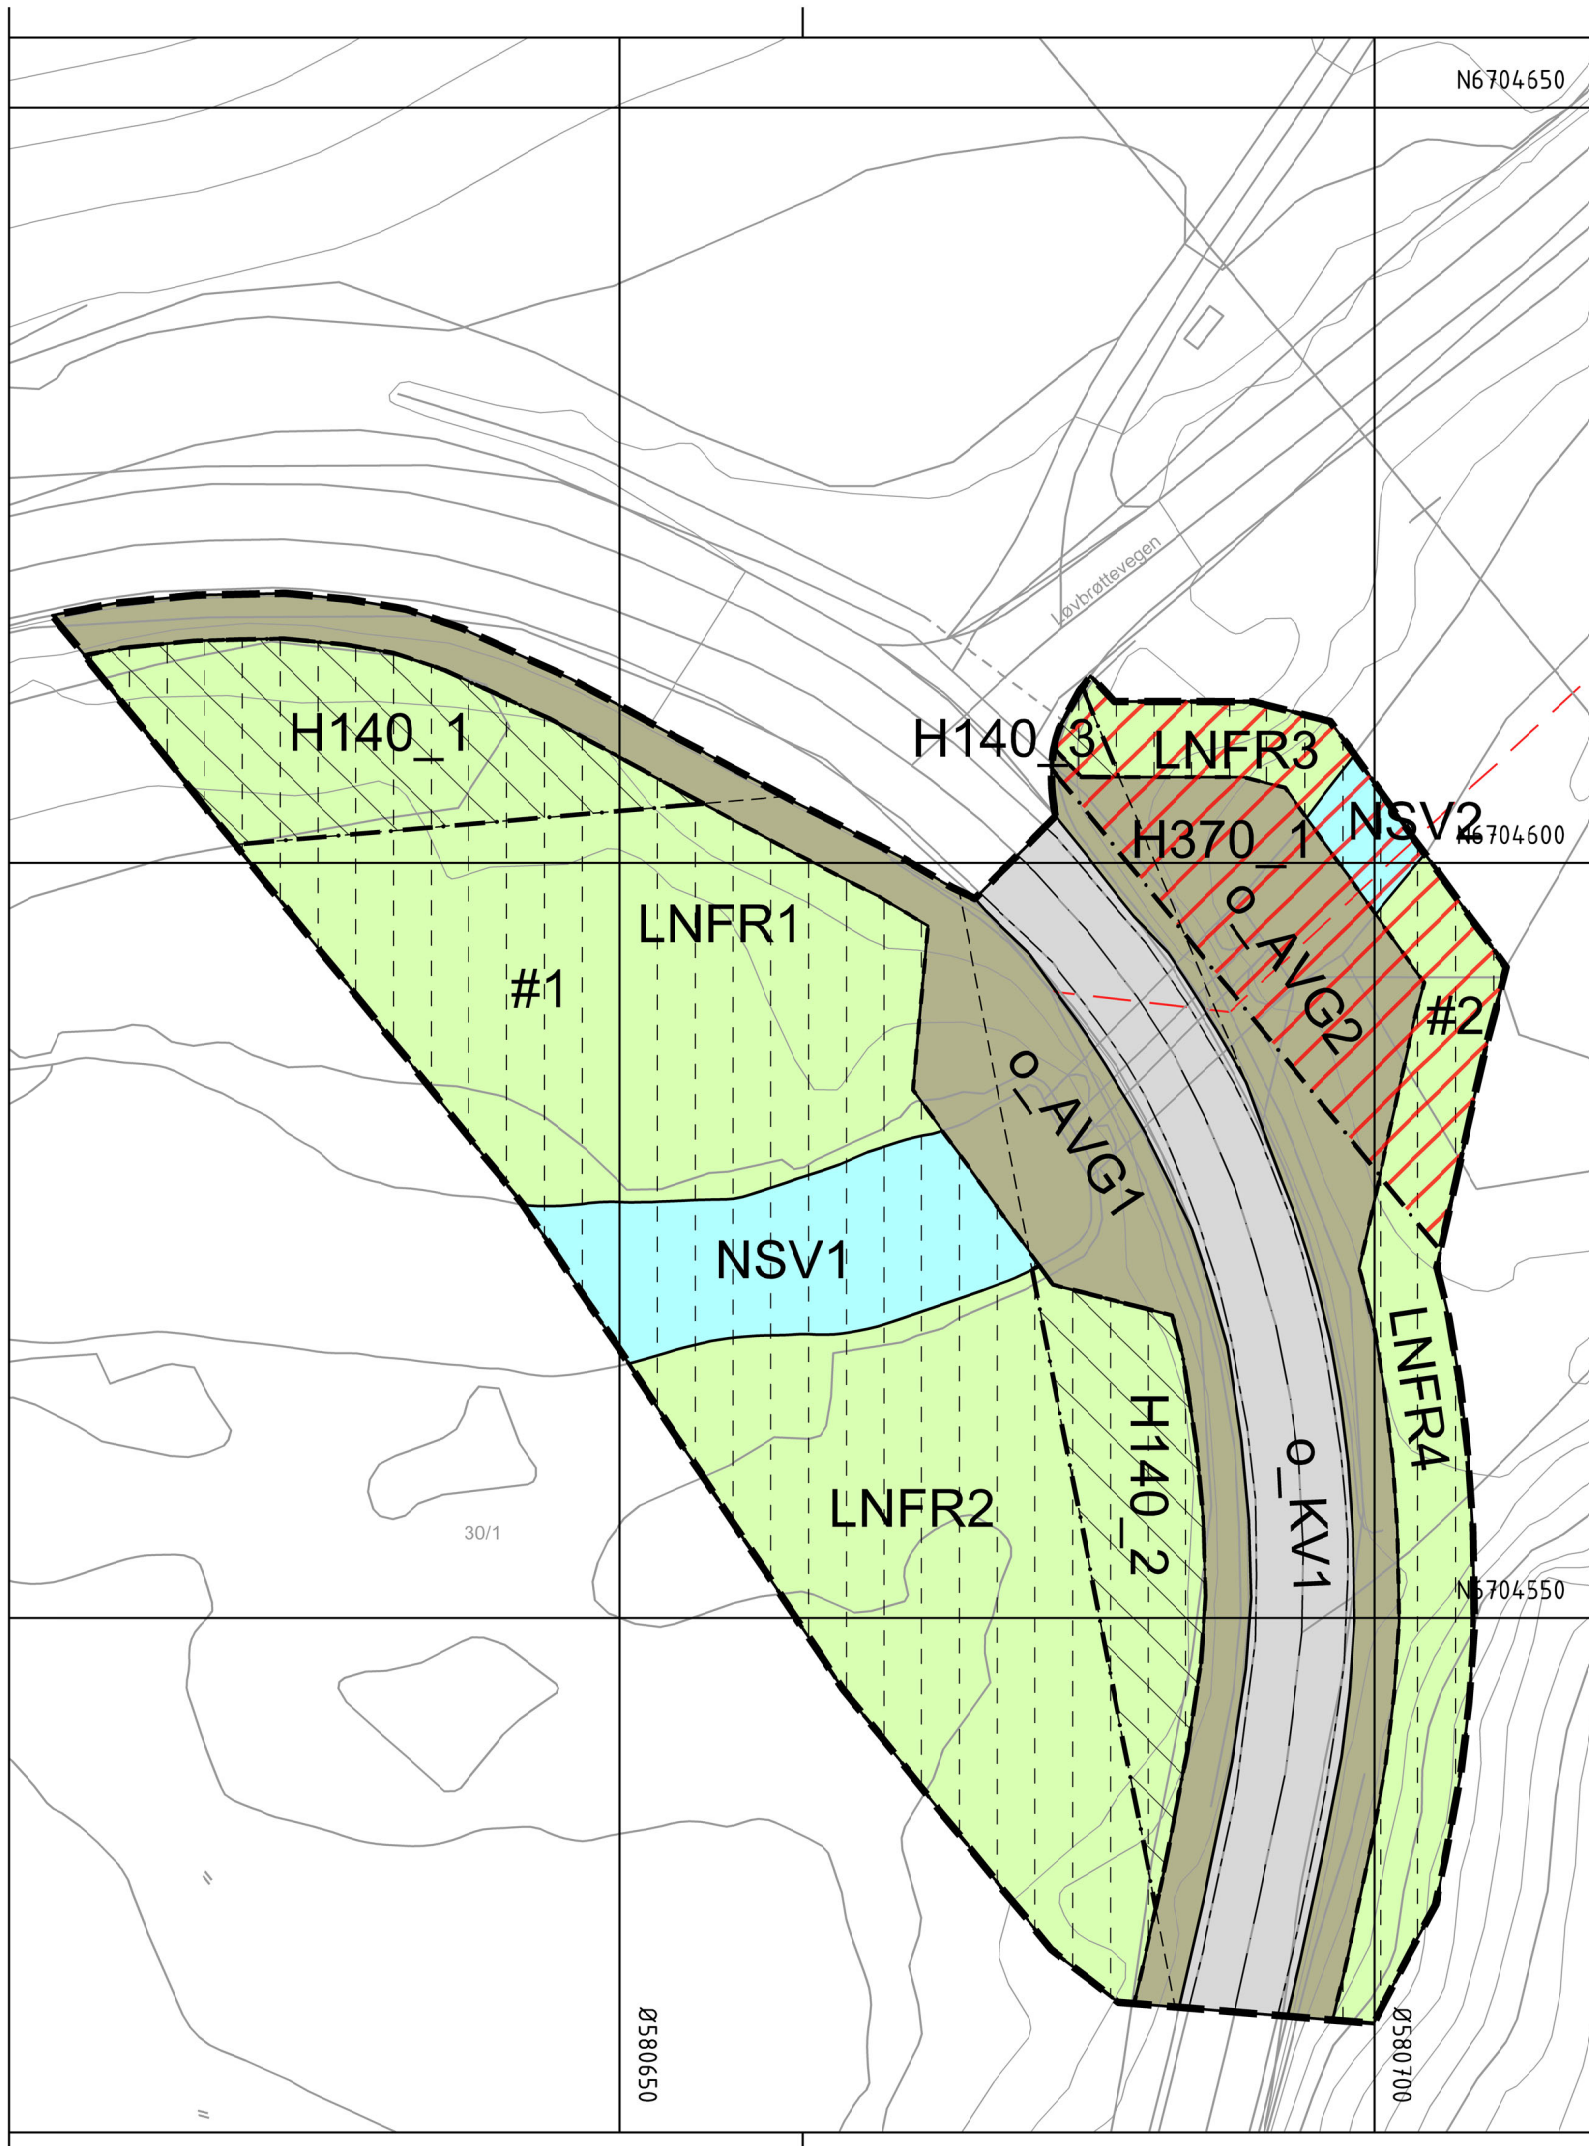 N6704650
Løvbrøttevegen
H140_1
H140_3
LNFR3
NSV2
N6704600
H370_1
LNFR1
o_AVG2
#1
#2
o_AVG1
NSV1
LNFR4
H140_2
o_KV1
LNFR2
30/1
N6704550
Ø580650
Ø580700